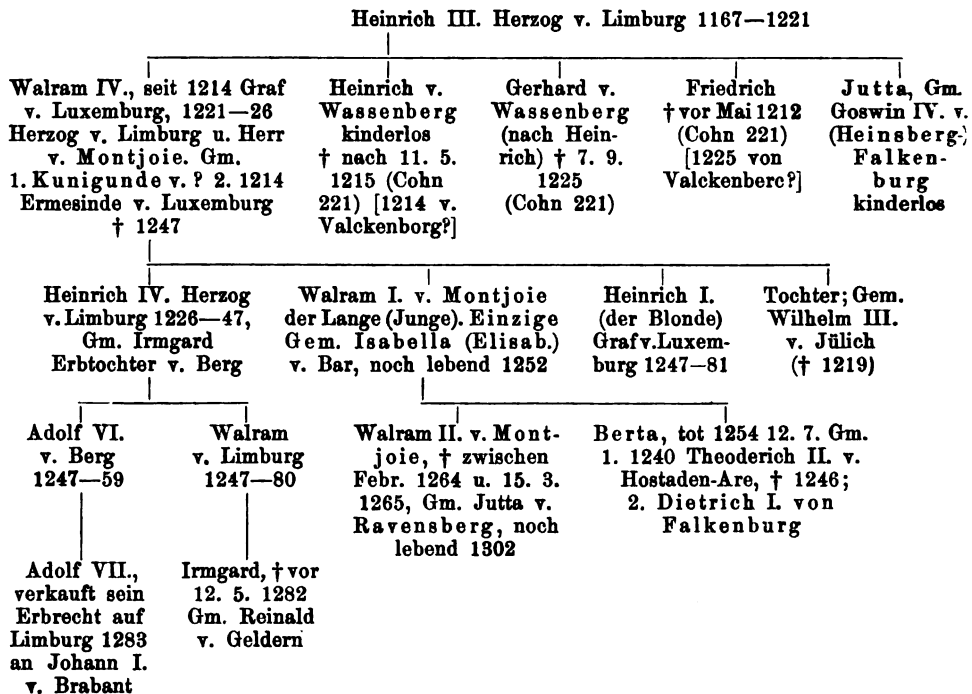 Heinrich III. Herzog v. Limburg 1167—1221
Walram IV., seit 1214 Graf
v. Luxemburg, 1221—26
Herzog v. Limburg u. Herr
v. Montjoie. Gm.
1. Kunigunde v. ? 2. 1214
Ermesinde v. Luxemburg
† 1247
Heinrich v.
Wassenberg
kinderlos
† nach 11. 5.
1215 (Cohn
221) [1214 v.
Valckenborg?]
Gerhard v.
Wassenberg
(nach Hein-
rich) † 7. 9.
1225
(Cohn 221)
Friedrich
† vor Mai 1212
(Cohn 221)
[1225 von
Valckenberc?]
Jutta, Gm.
Goswin IV. v.
(Heinsberg-)
Falken-
burg
kinderlos
Heinrich IV. Herzog
v. Limburg 1226—47,
Gm. Irmgard
Erbtochter v. Berg
Walram I. v. Montjoie
der Lange (Junge). Einzige
Gem. Isabella (Elisab.)
v. Bar, noch lebend 1252
Heinrich I.
(der Blonde)
Graf v. Luxem-
burg 1247—81
Tochter; Gem.
Wilhelm III.
v. Jülich
(† 1219)
Adolf VI.
v. Berg
1247—59
Walram
v. Limburg
1247—80
Walram II. v. Mont-
joie, † zwischen
Febr. 1264 u. 15. 3.
1265, Gm. Jutta v.
Ravensberg, noch
lebend 1302
Berta, tot 1254 12. 7. Gm.
1. 1240 Theoderich II. v.
Hostaden-Are, † 1246;
2. Dietrich I. von
Falkenburg
Adolf VII.,
verkauft sein
Erbrecht auf
Limburg 1283
an Johann I.
v. Brabant
Irmgard, † vor
12. 5. 1282
Gm. Reinald
v. Geldern